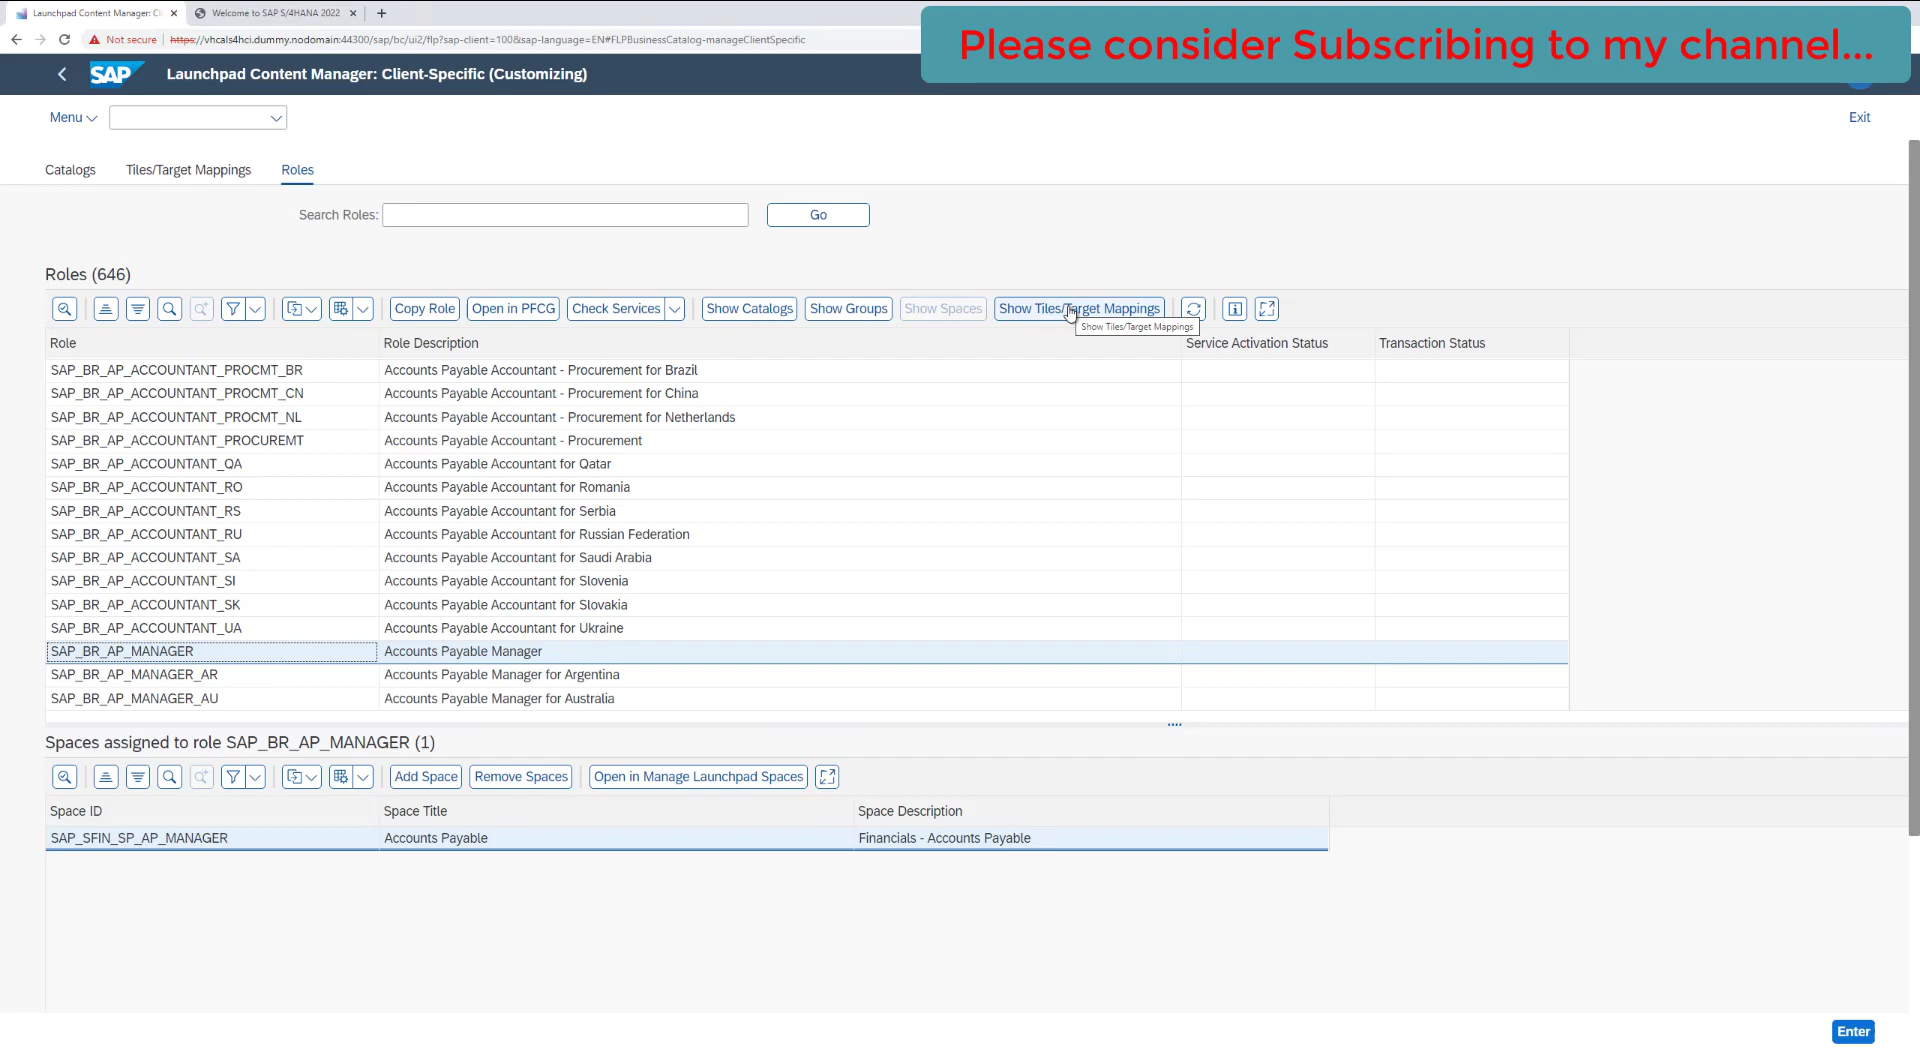 Launchpad Content Manager: Cl
Welcome to SAP S/4HANA 2022
Not secure
https://vhcals4hci.dummy.nodomain:44300/sap/bc/ui2/flp?sap-client=100&sap-language=EN#FLPBusinessCatalog-manageClientSpecific
Please consider Subscribing to my channel...
SAP
Launchpad Content Manager: Client-Specific (Customizing)
Menu
Exit
Catalogs
Tiles/Target Mappings
Roles
Search Roles:
Go
Roles (646)
Copy Role
Open in PFCG
Check Services
Show Catalogs
Show Groups
Show Spaces
Show Tiles/Target Mappings
Show Tiles/Target Mappings
Role
Role Description
Service Activation Status
Transaction Status
SAP_BR_AP_ACCOUNTANT_PROCMT_BR
Accounts Payable Accountant - Procurement for Brazil
SAP_BR_AP_ACCOUNTANT_PROCMT_CN
Accounts Payable Accountant - Procurement for China
SAP_BR_AP_ACCOUNTANT_PROCMT_NL
Accounts Payable Accountant - Procurement for Netherlands
SAP_BR_AP_ACCOUNTANT_PROCUREMT
Accounts Payable Accountant - Procurement
SAP_BR_AP_ACCOUNTANT_QA
Accounts Payable Accountant for Qatar
SAP_BR_AP_ACCOUNTANT_RO
Accounts Payable Accountant for Romania
SAP_BR_AP_ACCOUNTANT_RS
Accounts Payable Accountant for Serbia
SAP_BR_AP_ACCOUNTANT_RU
Accounts Payable Accountant for Russian Federation
SAP_BR_AP_ACCOUNTANT_SA
Accounts Payable Accountant for Saudi Arabia
SAP_BR_AP_ACCOUNTANT_SI
Accounts Payable Accountant for Slovenia
SAP_BR_AP_ACCOUNTANT_SK
Accounts Payable Accountant for Slovakia
SAP_BR_AP_ACCOUNTANT_UA
Accounts Payable Accountant for Ukraine
SAP_BR_AP_MANAGER
Accounts Payable Manager
SAP_BR_AP_MANAGER_AR
Accounts Payable Manager for Argentina
SAP_BR_AP_MANAGER_AU
Accounts Payable Manager for Australia
Spaces assigned to role SAP_BR_AP_MANAGER (1)
Add Space
Remove Spaces
Open in Manage Launchpad Spaces
Space ID
Space Title
Space Description
SAP_SFIN_SP_AP_MANAGER
Accounts Payable
Financials - Accounts Payable
Enter